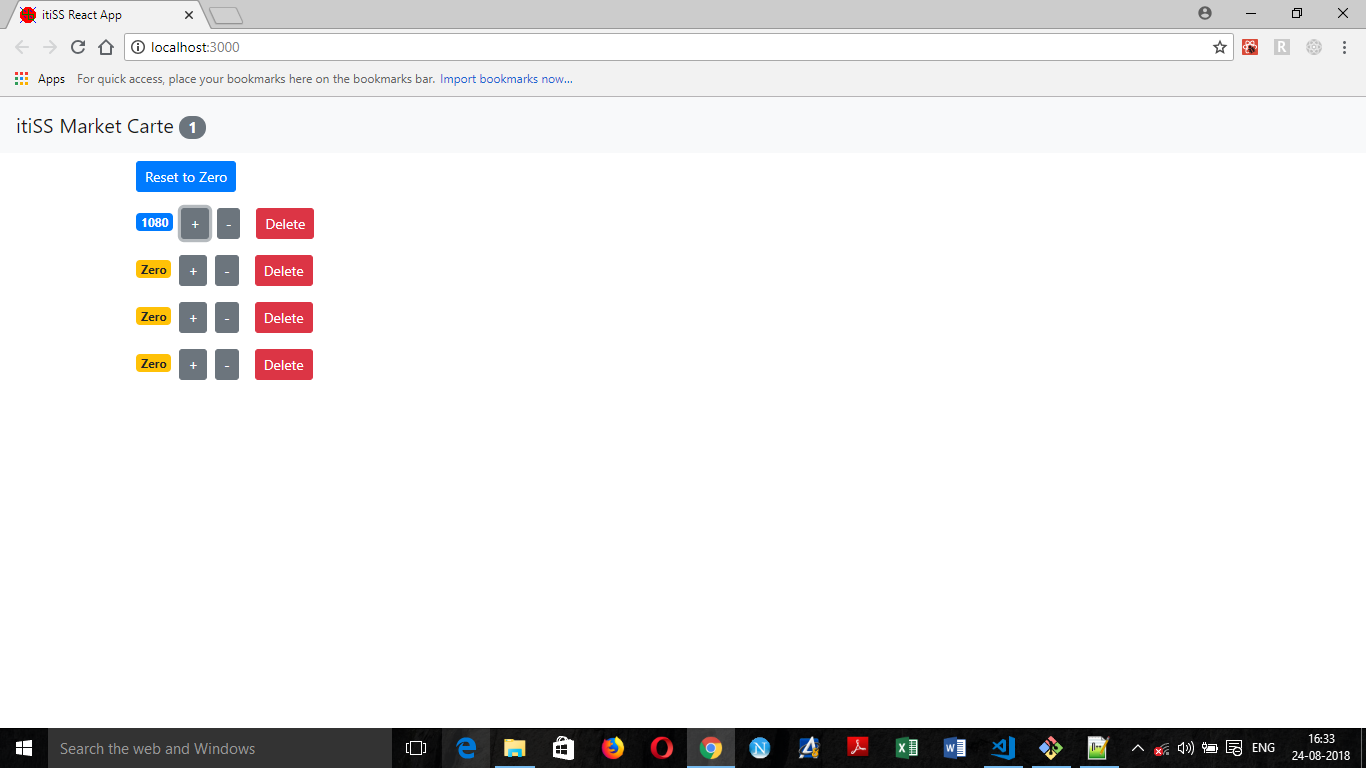 itiSS React App
localhost:3000
R
Apps For quick access, place your bookmarks here on the bookmarks bar. Import bookmarks now...
itiSS Market Carte 1
Reset to Zero
1080 + - Delete
Zero + - Delete
Zero + - Delete
Zero + - Delete
Search the web and Windows
ENG
16:33
24-08-2018